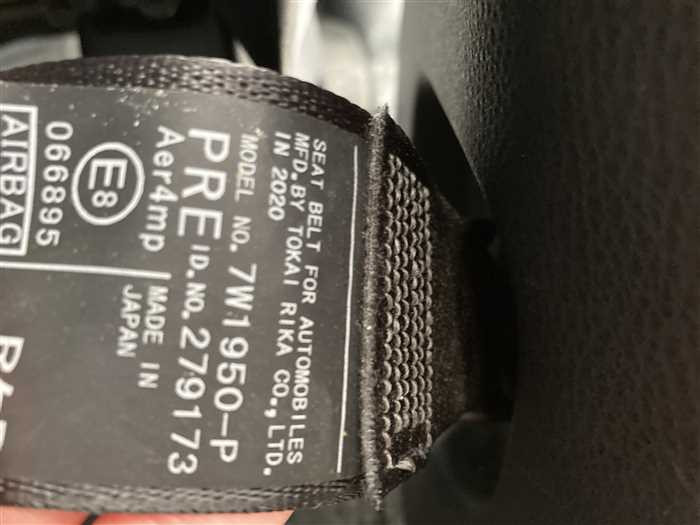 SEAT BELT FOR AUTOMOBILES
MFD. BY TOKAI RIKA CO., LTD.
IN 2020
MODEL NO. 7W1950-P
PRE ID.NO. 279173
Aer4mp
MADE IN
JAPAN
E8
066895
AIRBAG